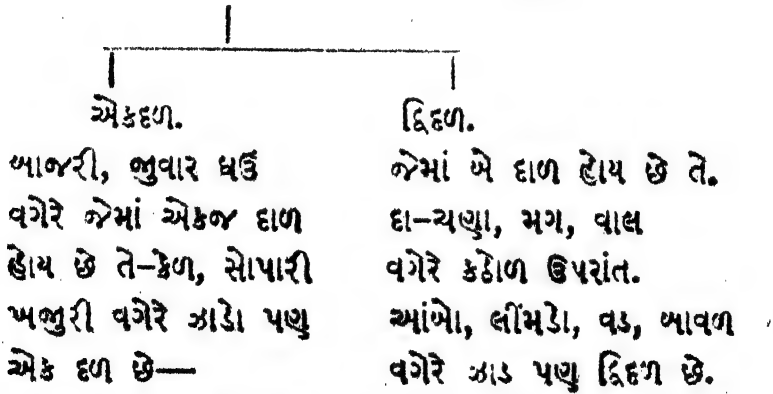 એકદળ.
બાજરી, જુવાર ઘઉં
વગેરે જેમાં એકજ દાળ
હોય છે તે-કેળ, સોપારી
ખજુરી વગેરે ઝાડો પણ
એક દળ છે—
દ્વિદળ.
જેમાં બે દાળ હોય છે તે.
દા-ચણા, મગ, વાલ
વગેરે કઠોળ ઉપરાંત.
આંબો, લીંમડો, વડ, બાવળ
વગેરે ઝાડ પણ દ્વિદળ છે.